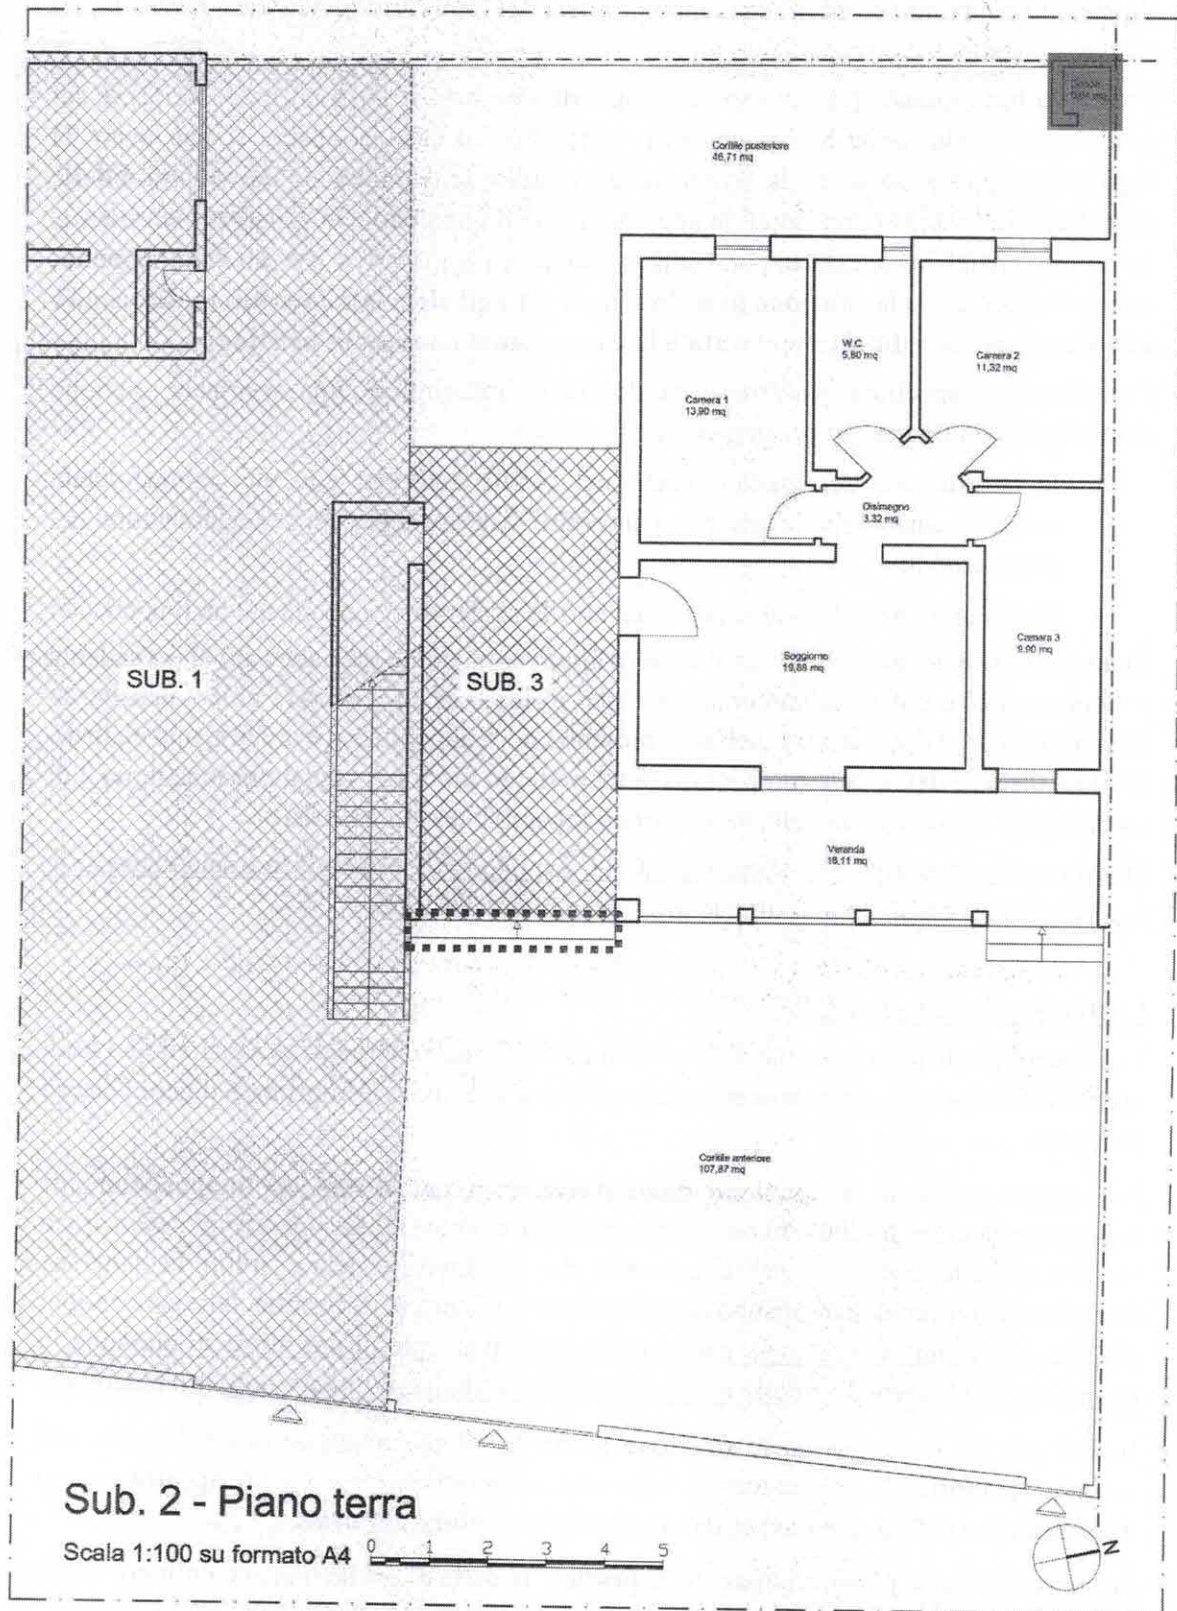 Cortile posteriore
46,71 mq
W.C.
5,80 mq
Camera 2
11,32 mq
Camera 1
13,90 mq
Disimegno
3,32 mq
SUB. 1
SUB. 3
Soggiorno
19,88 mq
Camera 3
9,90 mq
Veranda
16,11 mq
Cortile anteriore
107,87 mq
Sub. 2 - Piano terra
Scala 1:100 su formato A4
0 1 2 3 4 5
N